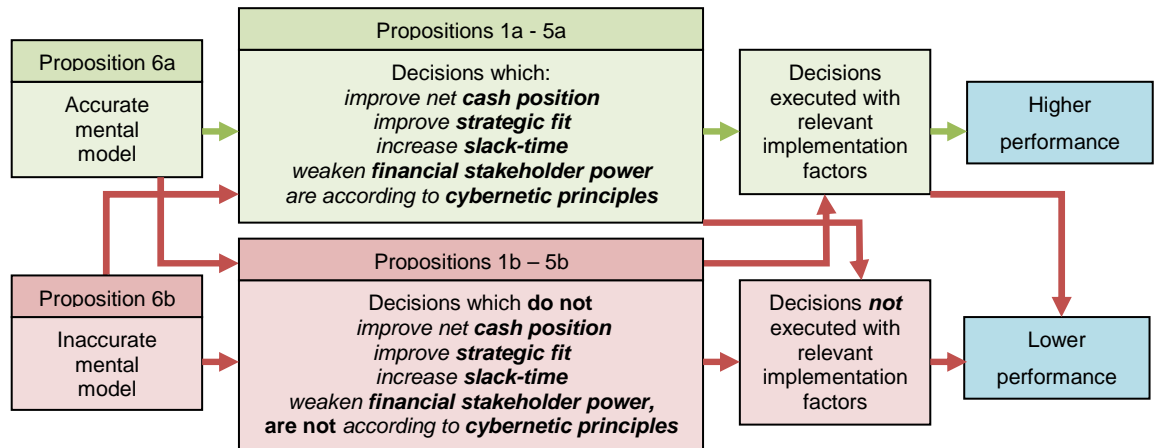 Proposition 6a
Accurate
mental
model
Propositions 1a - 5a
Decisions which:
improve net cash position
improve strategic fit
increase slack-time
weaken financial stakeholder power
are according to cybernetic principles
Decisions
executed with
relevant
implementation
factors
Higher
performance
Proposition 6b
Inaccurate
mental
model
Propositions 1b – 5b
Decisions which do not
improve net cash position
improve strategic fit
increase slack-time
weaken financial stakeholder power,
are not according to cybernetic principles
Decisions not
executed with
relevant
implementation
factors
Lower
performance